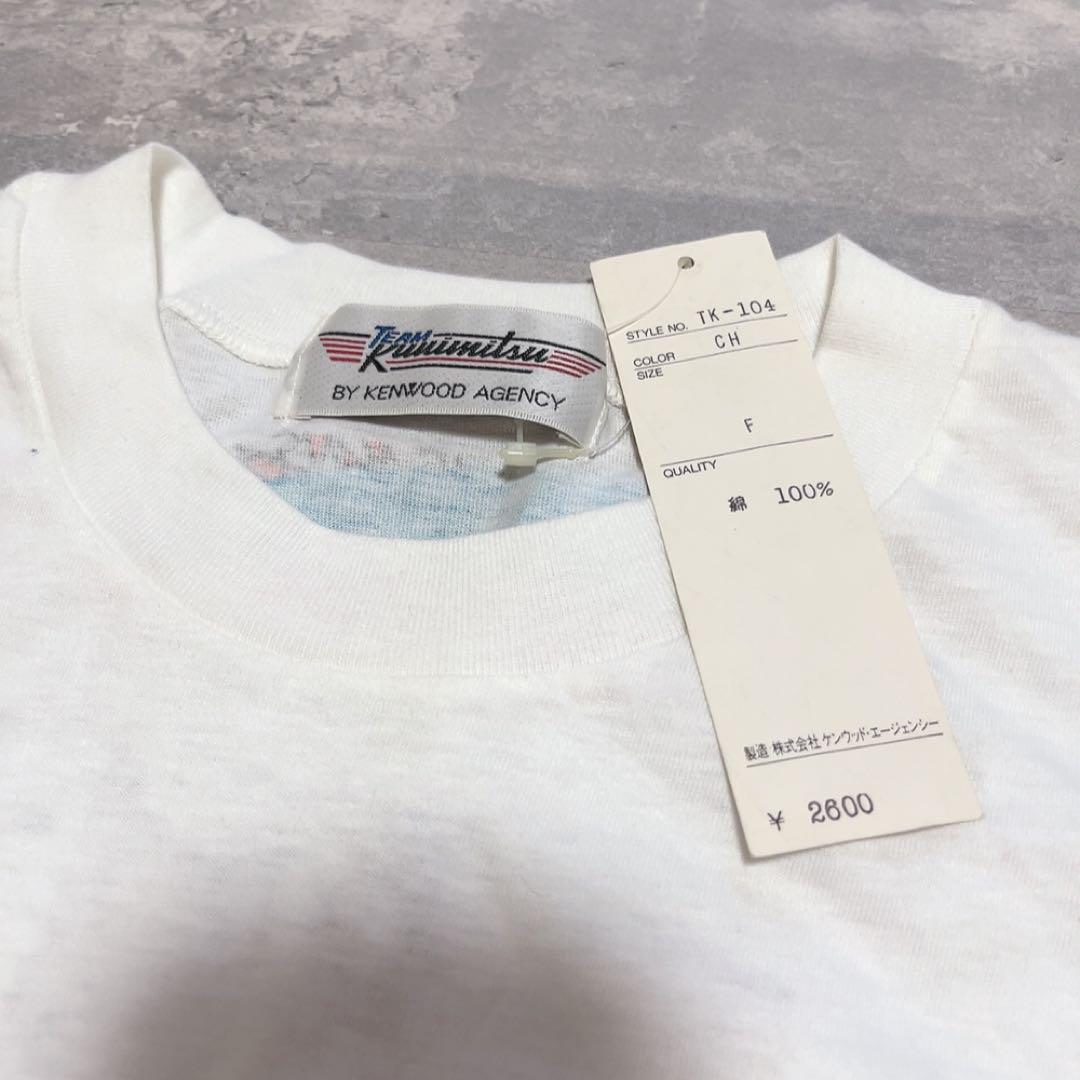 TEAM
Kunimitsu
BY KENWOOD AGENCY
STYLE NO. TK-104
COLOR CH
SIZE
F
QUALITY
綿 100%
製造 株式会社 ケンウッド・エージェンシー
¥ 2600